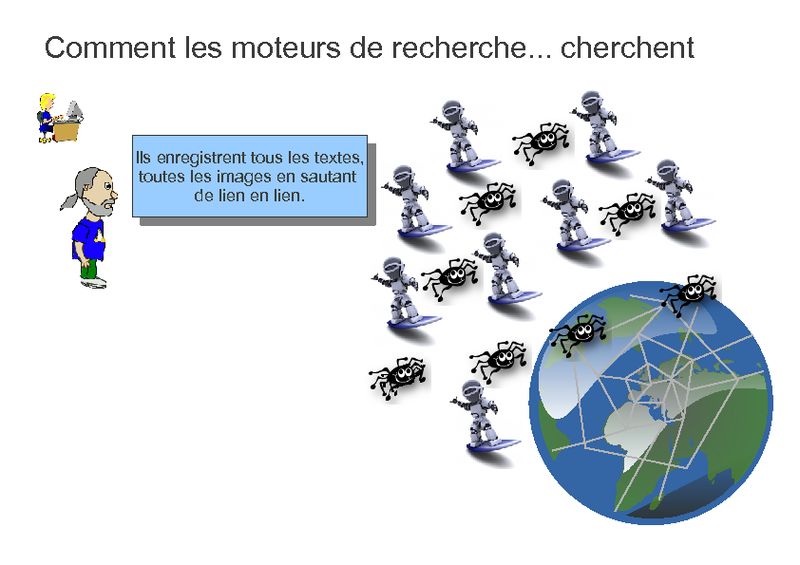 Comment les moteurs de recherche... cherchent
Ils enregistrent tous les textes,
toutes les images en sautant
de lien en lien.